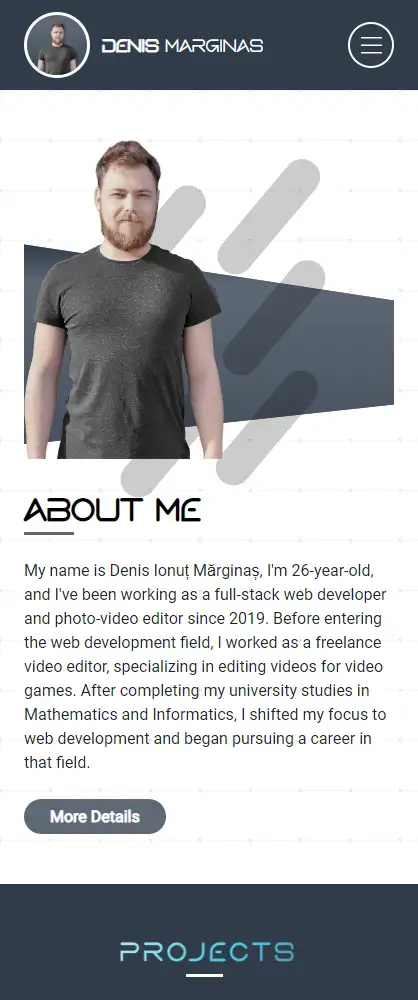 DENIS MARGINAS
ABOUT ME
My name is Denis Ionuț Mărginaș, I'm 26-year-old,
and I've been working as a full-stack web developer
and photo-video editor since 2019. Before entering
the web development field, I worked as a freelance
video editor, specializing in editing videos for video
games. After completing my university studies in
Mathematics and Informatics, I shifted my focus to
web development and began pursuing a career in
that field.
More Details
PROJECTS